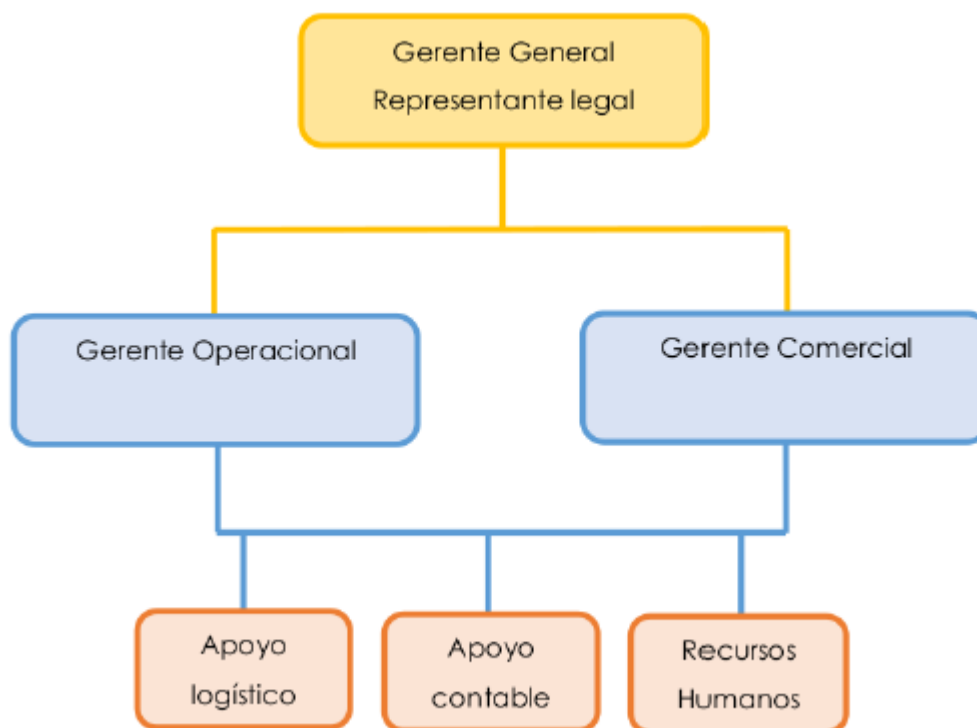 Gerente General
Representante legal
Gerente Operacional
Gerente Comercial
Apoyo
logístico
Apoyo
contable
Recursos
Humanos